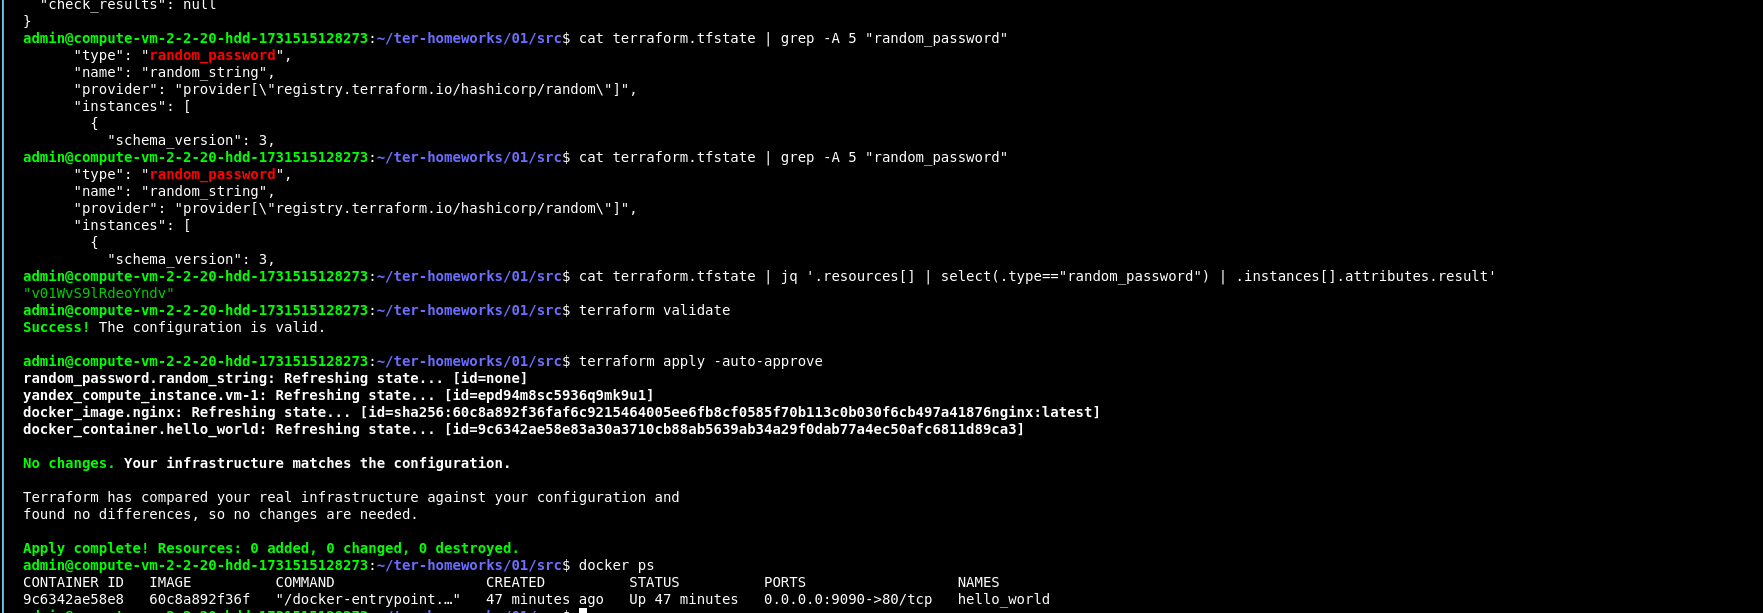 "check_results": null
}
admin@compute-vm-2-2-20-hdd-1731515128273:~/ter-homeworks/01/src$ cat terraform.tfstate | grep -A 5 "random_password"
"type": "random_password",
"name": "random_string",
"provider": "provider[\"registry.terraform.io/hashicorp/random\"]",
"instances": [
{
"schema_version": 3,
admin@compute-vm-2-2-20-hdd-1731515128273:~/ter-homeworks/01/src$ cat terraform.tfstate | grep -A 5 "random_password"
"type": "random_password",
"name": "random_string",
"provider": "provider[\"registry.terraform.io/hashicorp/random\"]",
"instances": [
{
"schema_version": 3,
admin@compute-vm-2-2-20-hdd-1731515128273:~/ter-homeworks/01/src$ cat terraform.tfstate | jq '.resources[] | select(.type=="random_password") | .instances[].attributes.result'
"v01WvS9lRdeoYndv"
admin@compute-vm-2-2-20-hdd-1731515128273:~/ter-homeworks/01/src$ terraform validate
Success! The configuration is valid.
admin@compute-vm-2-2-20-hdd-1731515128273:~/ter-homeworks/01/src$ terraform apply -auto-approve
random_password.random_string: Refreshing state... [id=none]
yandex_compute_instance.vm-1: Refreshing state... [id=epd94m8sc5936q9mk9u1]
docker_image.nginx: Refreshing state... [id=sha256:60c8a892f36faf6c9215464005ee6fb8cf0585f70b113c0b030f6cb497a41876nginx:latest]
docker_container.hello_world: Refreshing state... [id=9c6342ae58e83a30a3710cb88ab5639ab34a29f0dab77a4ec50afc6811d89ca3]
No changes. Your infrastructure matches the configuration.
Terraform has compared your real infrastructure against your configuration and
found no differences, so no changes are needed.
Apply complete! Resources: 0 added, 0 changed, 0 destroyed.
admin@compute-vm-2-2-20-hdd-1731515128273:~/ter-homeworks/01/src$ docker ps
CONTAINER ID IMAGE COMMAND CREATED STATUS PORTS NAMES
9c6342ae58e8 60c8a892f36f "/docker-entrypoint.…" 47 minutes ago Up 47 minutes 0.0.0.0:9090->80/tcp hello_world